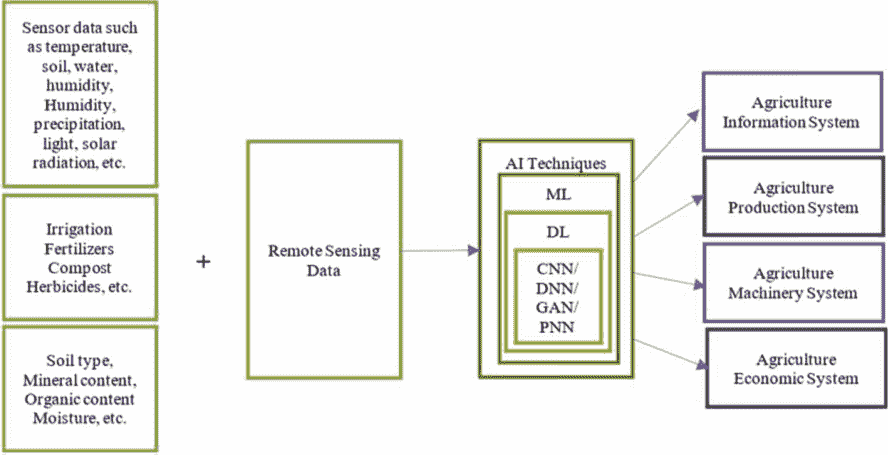 Sensor data such
as temperature,
soil, water,
humidity,
Humidity,
precipitation,
light, solar
radiation, etc.
Irrigation
Fertilizers
Compost
Herbicides, etc.
Soil type,
Mineral content,
Organic content
Moisture, etc.
+
Remote Sensing
Data
AI Techniques
ML
DL
CNN/
DNN/
GAN/
PNN
Agriculture
Information System
Agriculture
Production System
Agriculture
Machinery System
Agriculture
Economic System